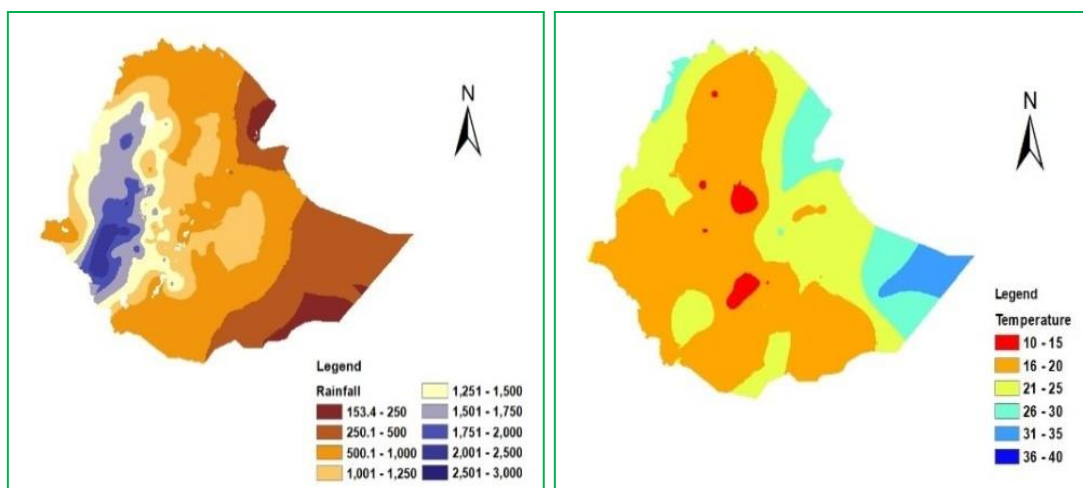 N
Legend
Rainfall
153.4 - 250
250.1 - 500
500.1 - 1,000
1,001 - 1,250
1,251 - 1,500
1,501 - 1,750
1,751 - 2,000
2,001 - 2,500
2,501 - 3,000
N
Legend
Temperature
10 - 15
16 - 20
21 - 25
26 - 30
31 - 35
36 - 40